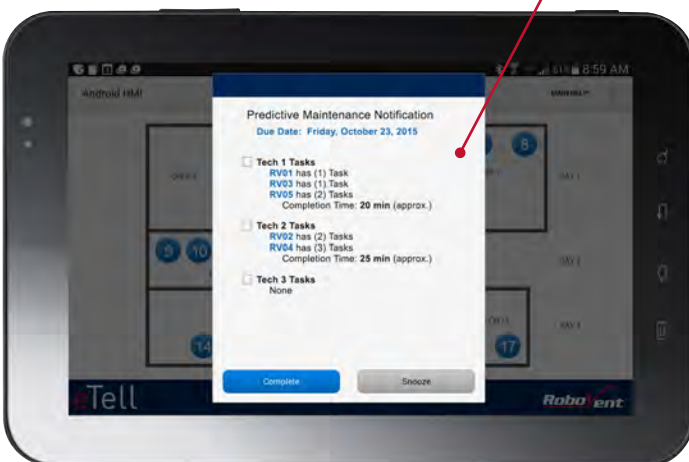 8:59 AM
Android HMI
Predictive Maintenance Notification
Due Date: Friday, October 23, 2015
Tech 1 Tasks
RV01 has (1) Task
RV03 has (1) Task
RV05 has (2) Tasks
Completion Time: 20 min (approx.)
Tech 2 Tasks
RV02 has (2) Tasks
RV04 has (3) Tasks
Completion Time: 25 min (approx.)
Tech 3 Tasks
None
8
9 10
14
17
Complete Snooze
eTell
RoboVent